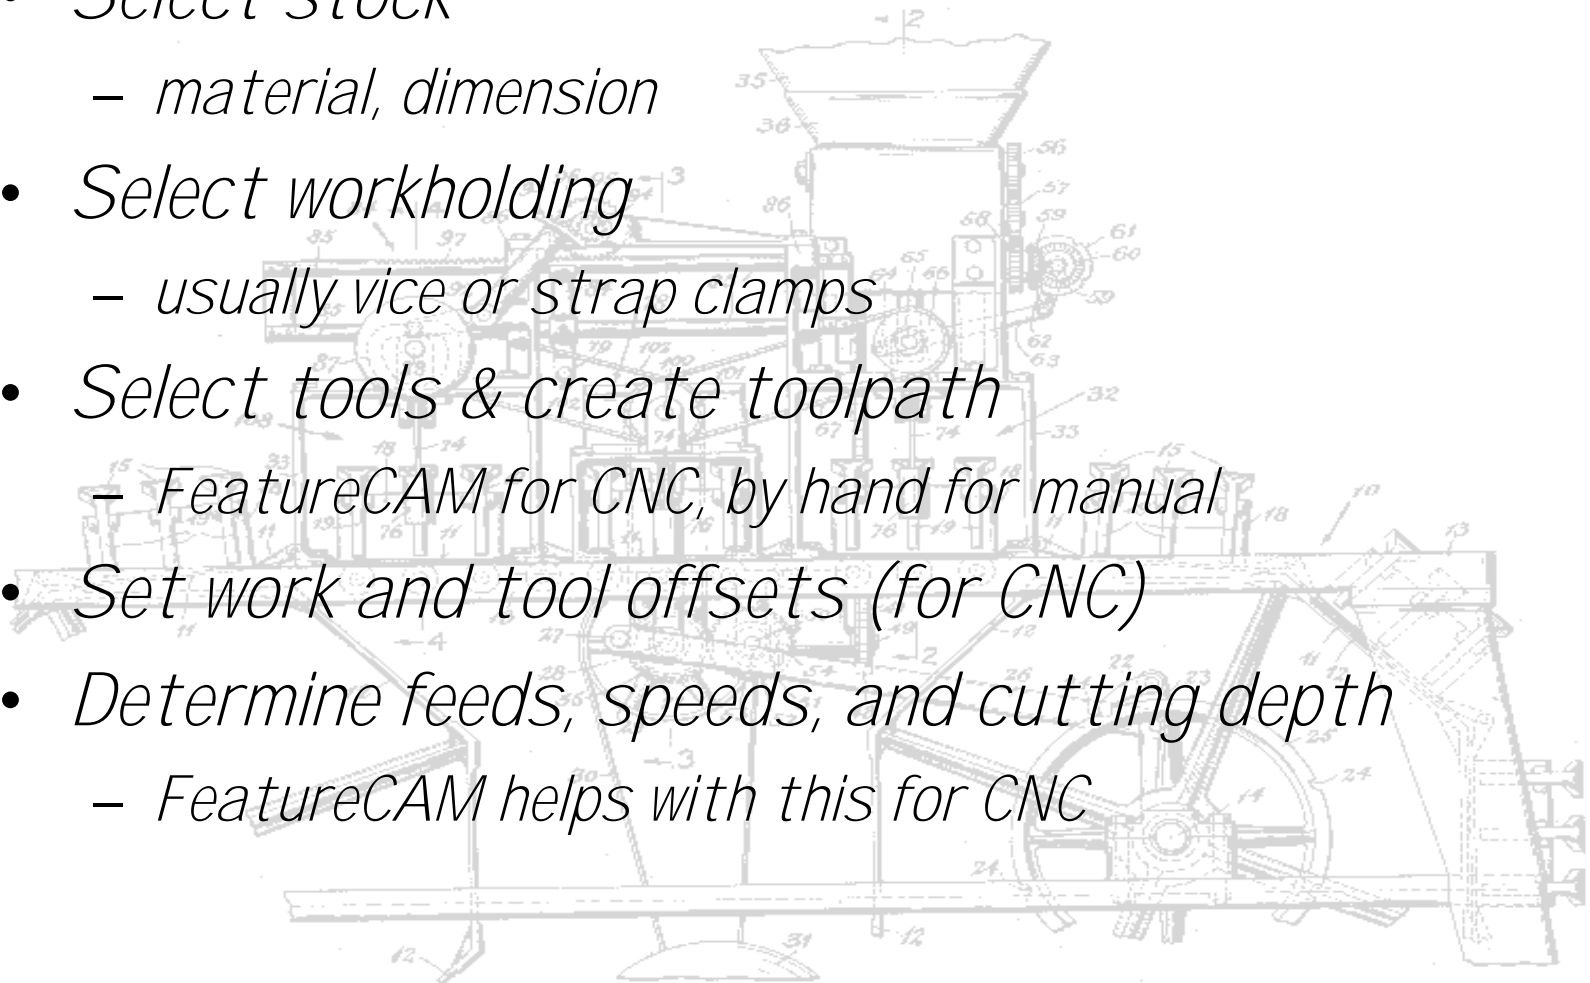 • Select stock
– material, dimension
• Select workholding
– usually vice or strap clamps
• Select tools & create toolpath
– FeatureCAM for CNC, by hand for manual
• Set work and tool offsets (for CNC)
• Determine feeds, speeds, and cutting depth
– FeatureCAM helps with this for CNC